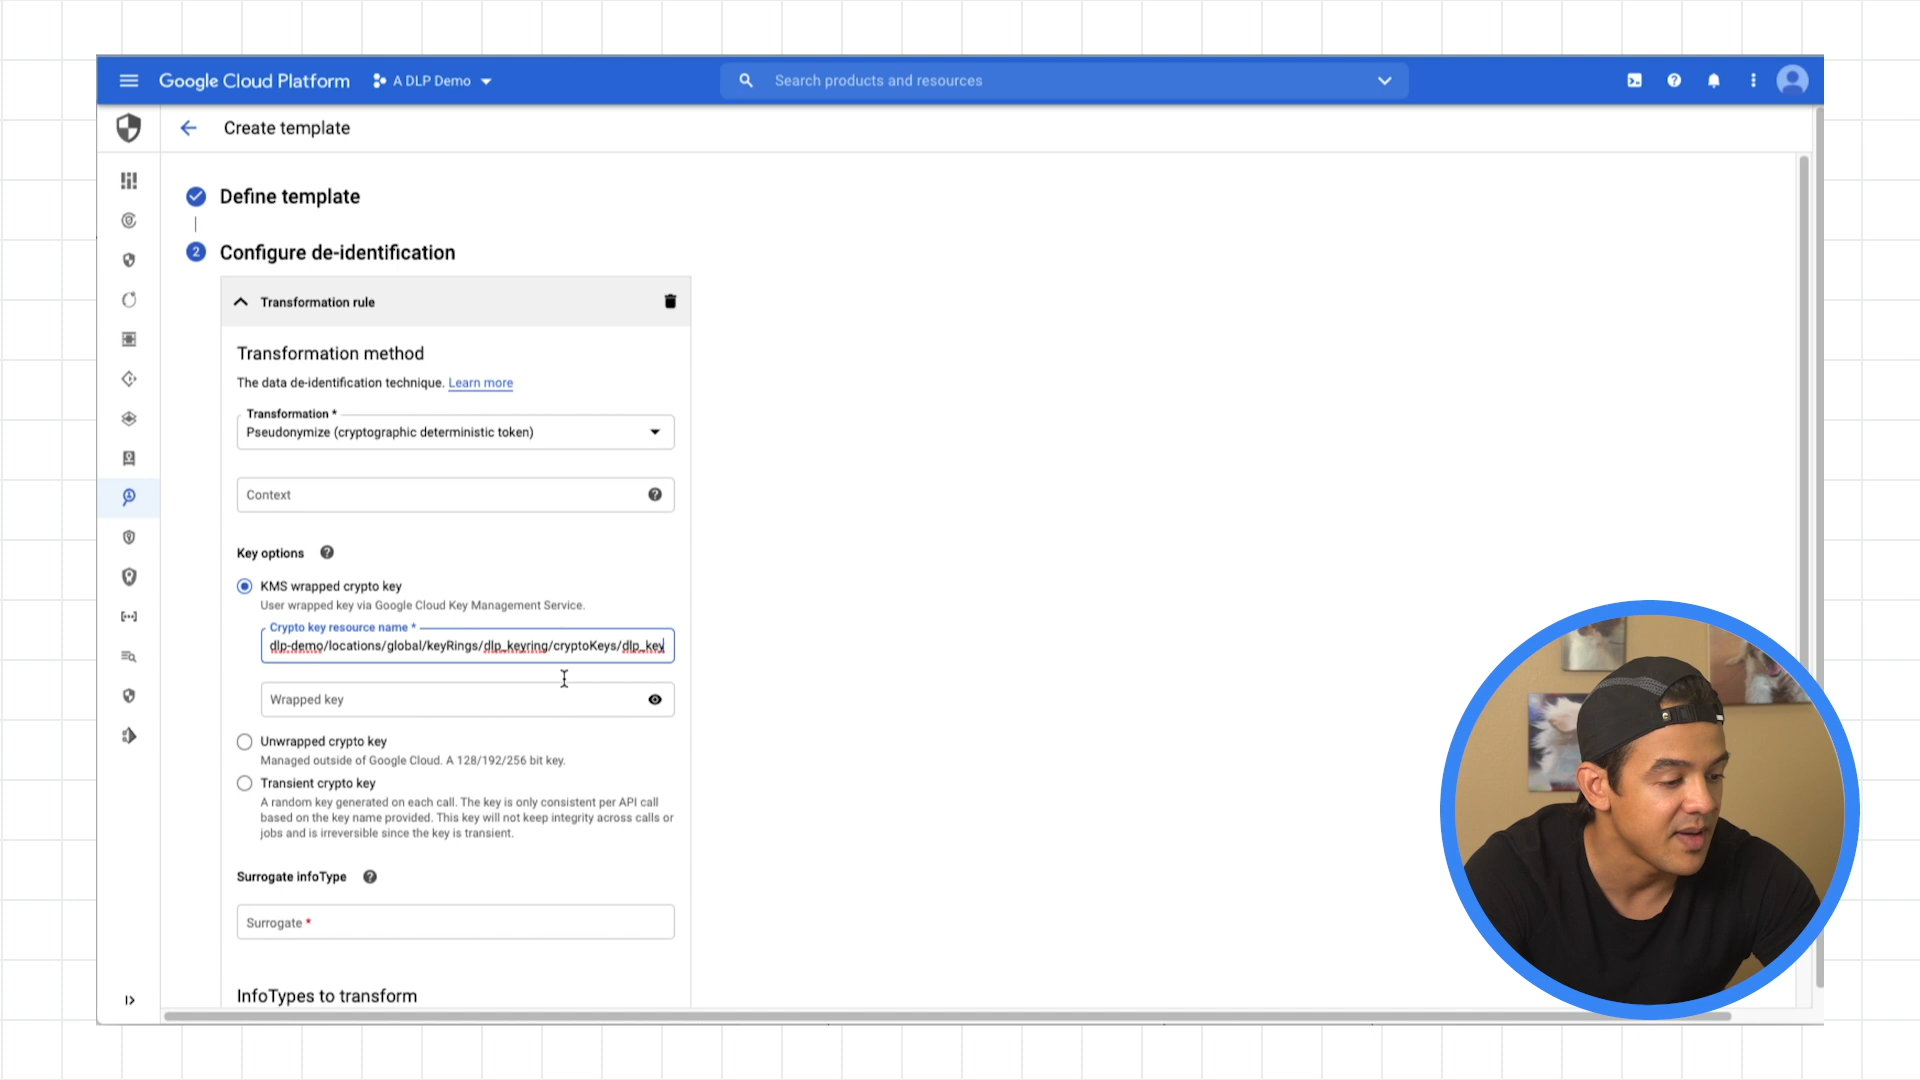 Google Cloud Platform
A DLP Demo
Search products and resources
Create template
Define template
2
Configure de-identification
Transformation rule
Transformation method
The data de-identification technique. Learn more
Transformation *
Pseudonymize (cryptographic deterministic token)
Context
Key options
KMS wrapped crypto key
User wrapped key via Google Cloud Key Management Service.
Crypto key resource name *
dlp-demo/locations/global/keyRings/dlp_keyring/cryptoKeys/dlp_key
Wrapped key
Unwrapped crypto key
Managed outside of Google Cloud. A 128/192/256 bit key.
Transient crypto key
A random key generated on each call. The key is only consistent per API call
based on the key name provided. This key will not keep integrity across calls or
jobs and is irreversible since the key is transient.
Surrogate infoType
Surrogate *
InfoTypes to transform